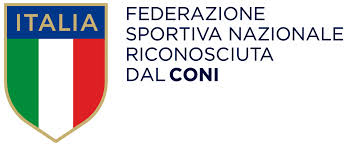 ITALIA
FEDERAZIONE
SPORTIVA NAZIONALE
RICONOSCIUTA
DAL CONI